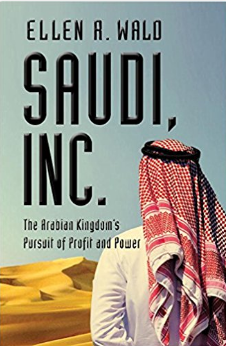 ELLEN R. WALD
SAUDI,
INC.
The Arabian Kingdom's
Pursuit of Profit and Power